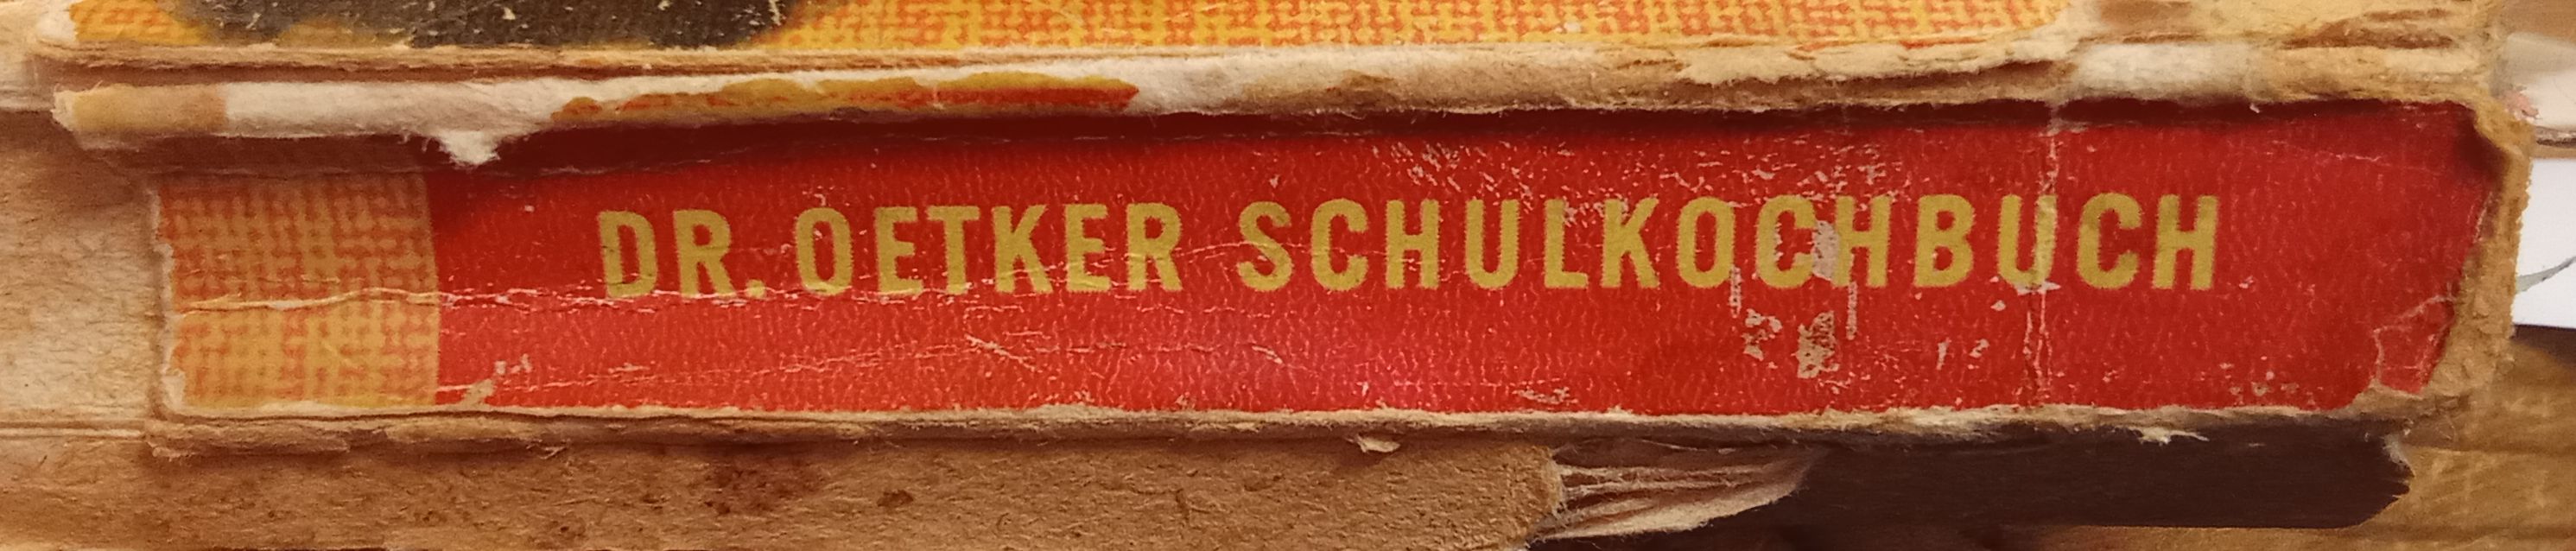 DR. OETKER SCHULKOCHBUCH